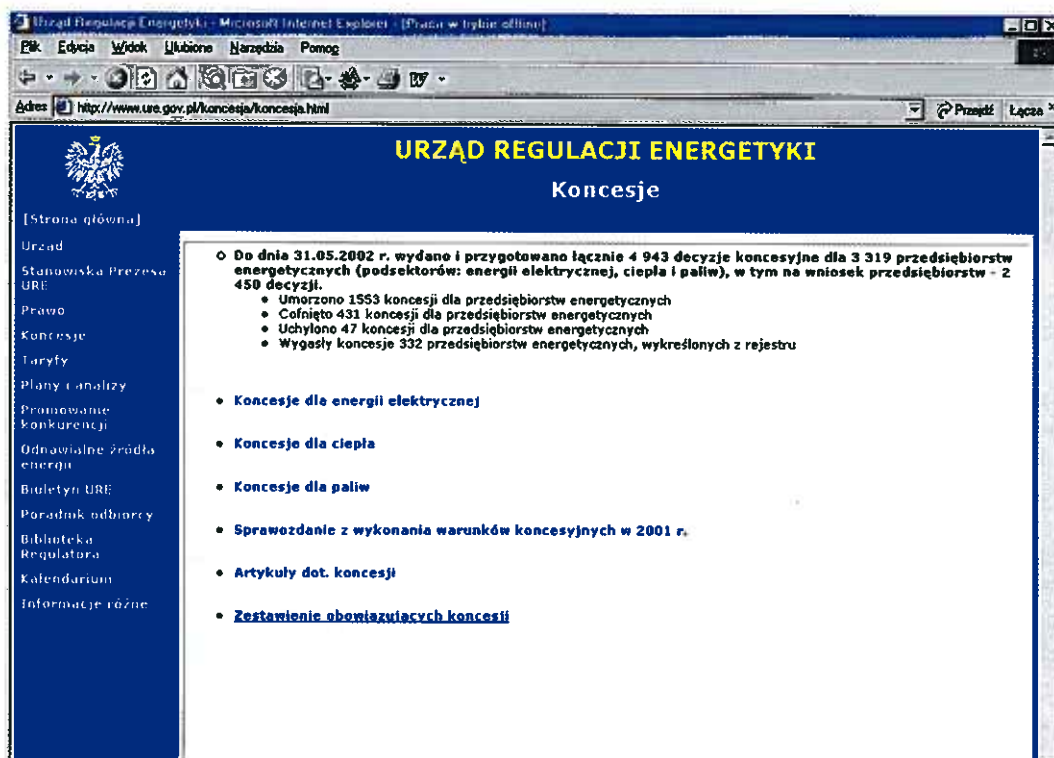 Urząd Regulacji Energetyki - Microsoft Internet Explorer - [Praca w trybie offline]
Plik Edycja Widok Ulubione Narzędzia Pomoc
Adres http://www.ure.gov.pl/koncesja/koncesja.html Przejdź Łącza
URZĄD REGULACJI ENERGETYKI
Koncesje
[Strona główna]
Urząd
Stanowiska Prezesa
URE
Prawo
Koncesje
Taryfy
Plany i analizy
Promowanie
konkurencji
Odnawialne źródła
energii
Biuletyn URE
Poradnik odbiorcy
Biblioteka
Regulatora
Kalendarium
Informacje różne
Do dnia 31.05.2002 r. wydano i przygotowano łącznie 4 943 decyzje koncesyjne dla 3 319 przedsiębiorstw
energetycznych (podsektorów: energii elektrycznej, ciepła i paliw), w tym na wniosek przedsiębiorstw - 2
450 decyzji.
Umorzono 1553 koncesji dla przedsiębiorstw energetycznych
Cofnięto 431 koncesji dla przedsiębiorstw energetycznych
Uchylono 47 koncesji dla przedsiębiorstw energetycznych
Wygasły koncesje 332 przedsiębiorstw energetycznych, wykreślonych z rejestru
Koncesje dla energii elektrycznej
Koncesje dla ciepła
Koncesje dla paliw
Sprawozdanie z wykonania warunków koncesyjnych w 2001 r.
Artykuły dot. koncesji
Zestawienie obowiązujących koncesji